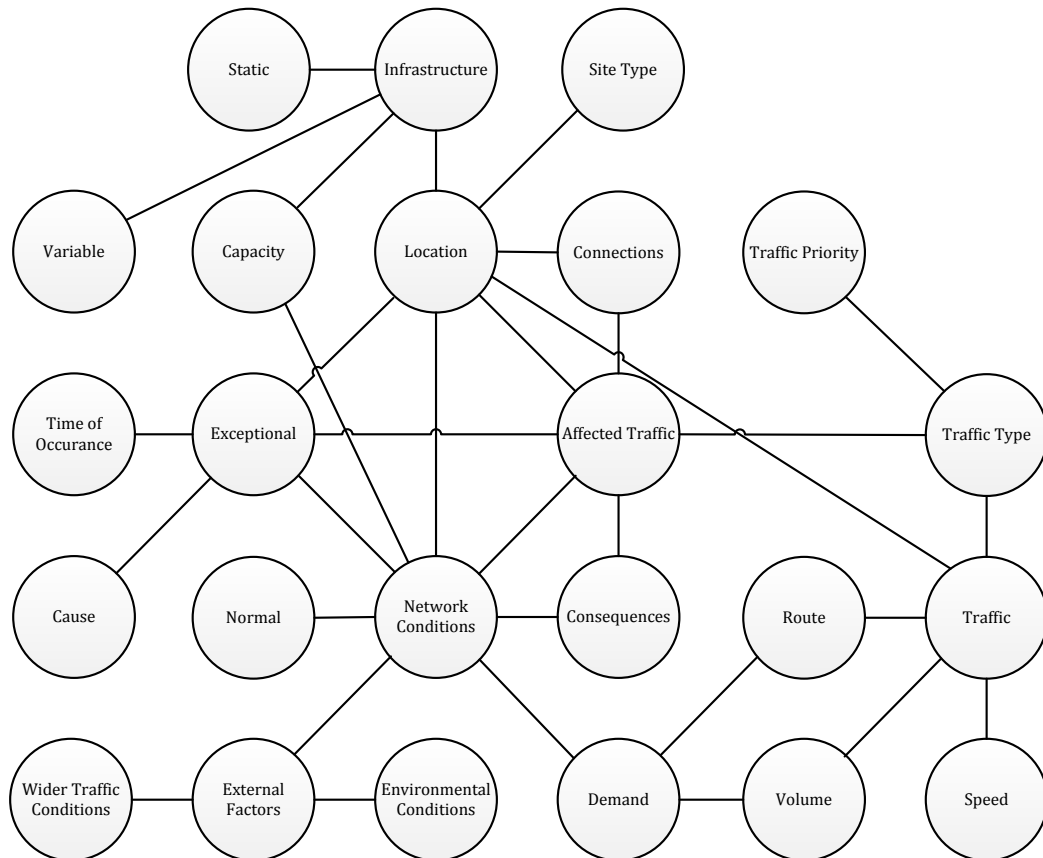 Static
Infrastructure
Site Type
Variable
Capacity
Location
Connections
Traffic Priority
Time of
Occurance
Exceptional
Affected Traffic
Traffic Type
Cause
Normal
Network
Conditions
Consequences
Route
Traffic
Wider Traffic
Conditions
External
Factors
Environmental
Conditions
Demand
Volume
Speed